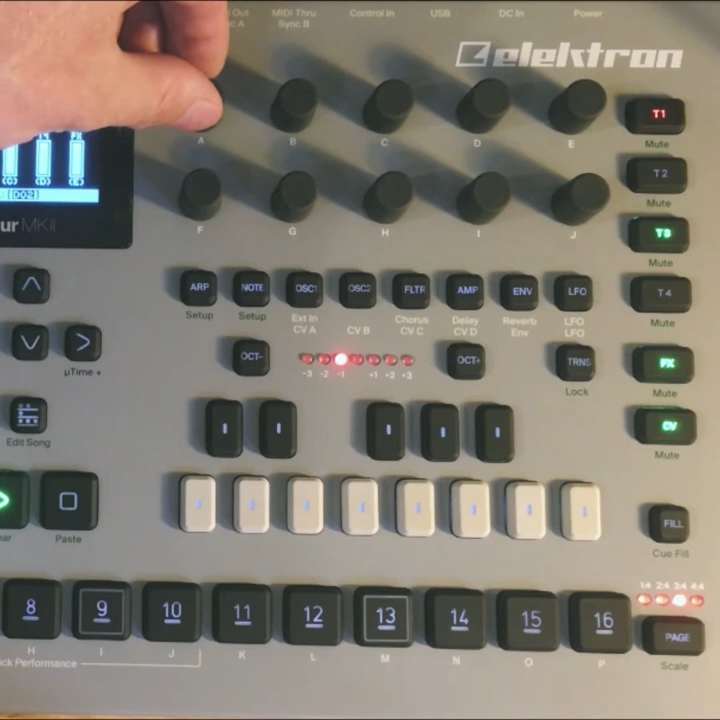 MIDI Thru Control In USB DC In Power
Sync B
elektron
T1
Mute
A B C D E
T2
Mute
(C) (D) (E)
MKII
F G H I J
T3
Mute
ARP NOTE OSC1 OSC2 FLTR AMP ENV LFO
Setup Setup Ext In Chorus Delay Reverb LFO
CV A CV B CV C CV D Env LFO
T4
Mute
OCT- OCT+ TRNS
-3 -2 -1 +1 +2 +3
Lock
µTime +
FX
Mute
Edit Song
CV
Mute
Paste
FILL
Cue Fill
1:4 2:4 3:4 4:4
8 9 10 11 12 13 14 15 16
PAGE
H I J K L M N O P
Scale
Performance